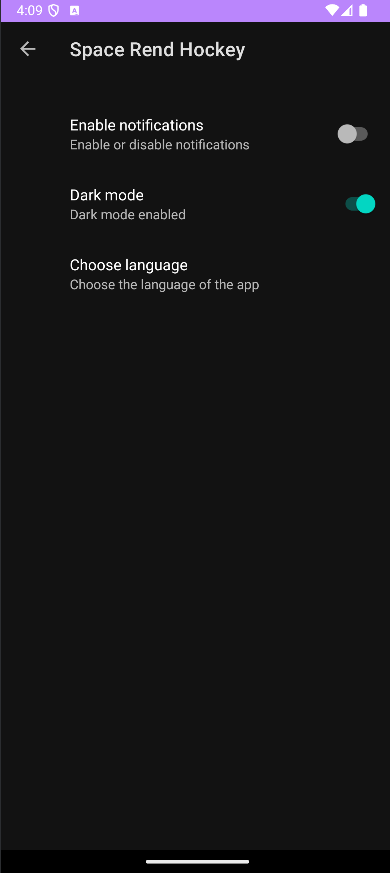 4:09
Space Rend Hockey
Enable notifications
Enable or disable notifications
Dark mode
Dark mode enabled
Choose language
Choose the language of the app